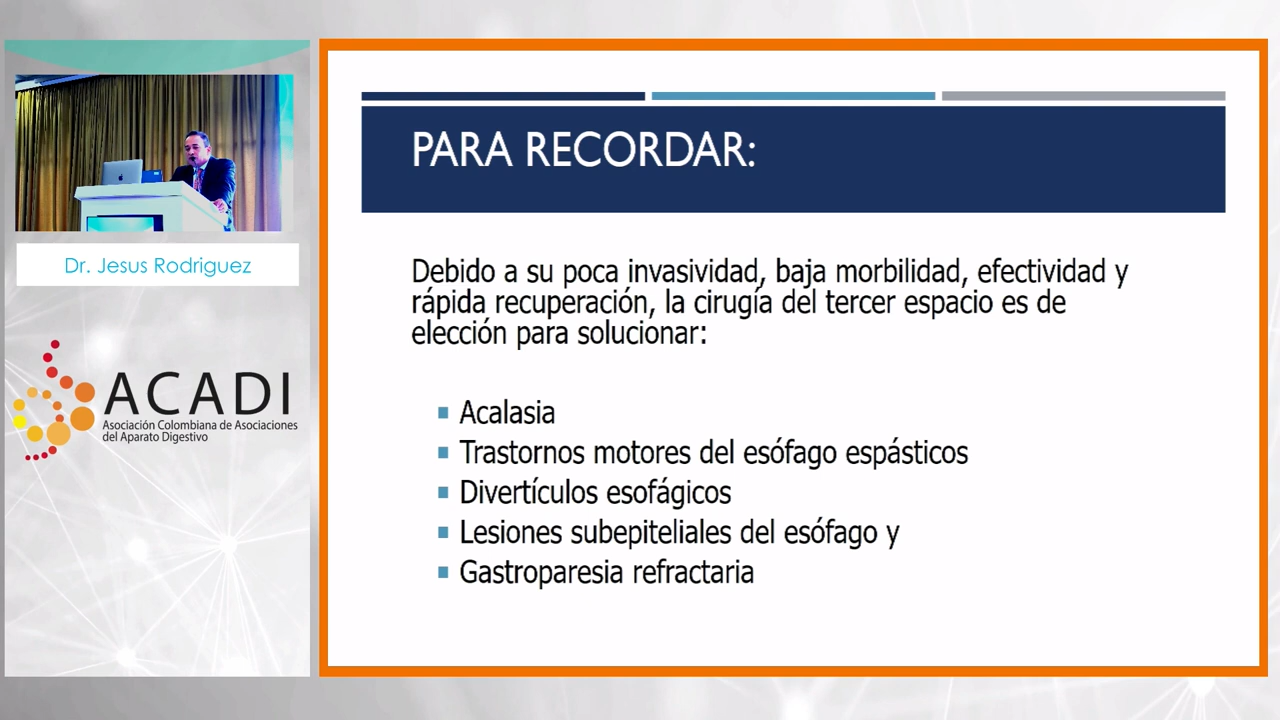 Dr. Jesus Rodriguez
ACADI
Asociación Colombiana de Asociaciones
del Aparato Digestivo
PARA RECORDAR:
Debido a su poca invasividad, baja morbilidad, efectividad y
rápida recuperación, la cirugía del tercer espacio es de
elección para solucionar:
Acalasia
Trastornos motores del esófago espásticos
Divertículos esofágicos
Lesiones subepiteliales del esófago y
Gastroparesia refractaria